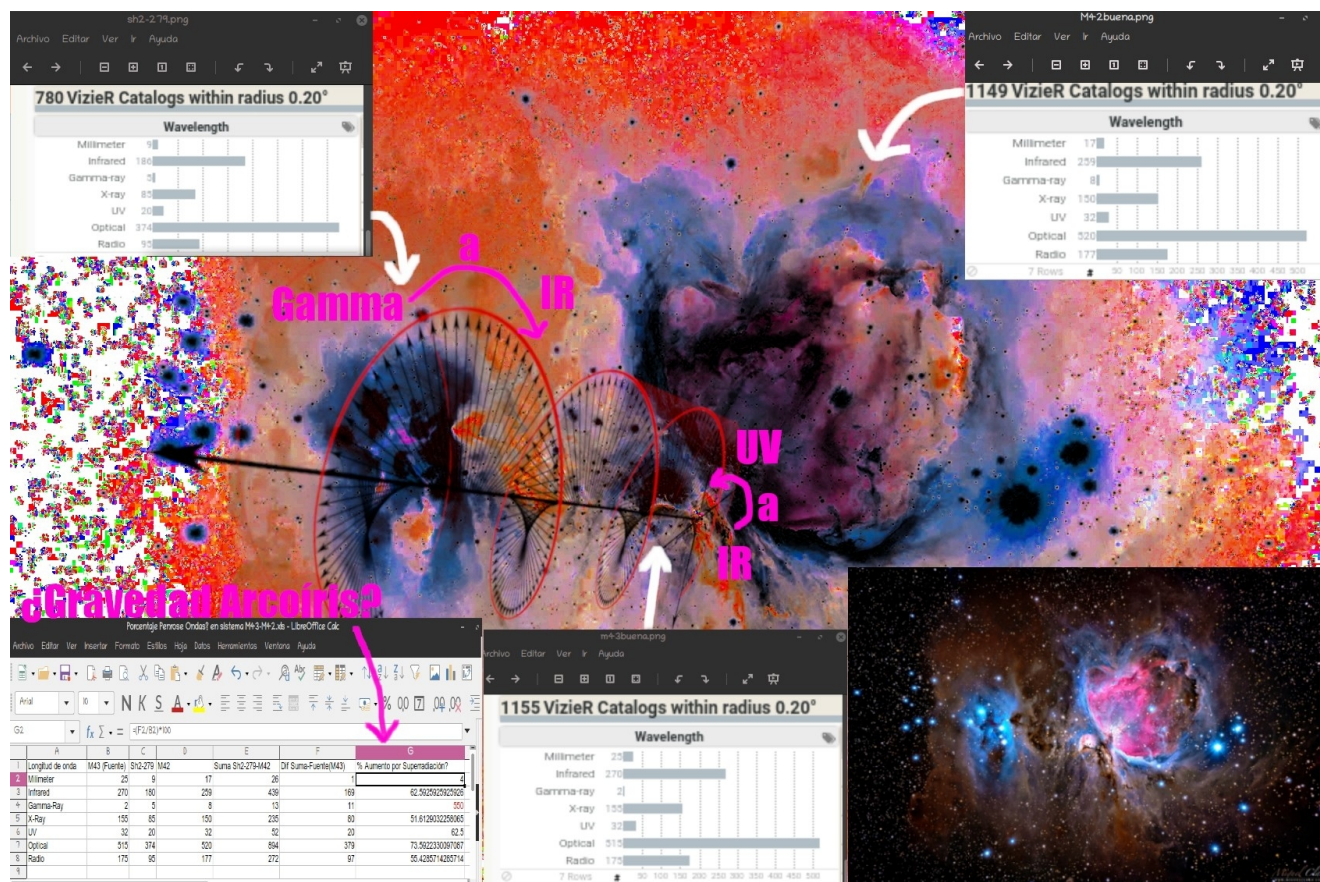 sh2-279.png
Archivo Editar Ver Ir Ayuda
780 VizieR Catalogs within radius 0.20°
Wavelength
Millimeter 9
Infrared 186
Gamma-ray 5
X-ray 85
UV 20
Optical 374
Radio 95
M42buena.png
Archivo Editar Ver Ir Ayuda
1149 VizieR Catalogs within radius 0.20°
Wavelength
Millimeter 17
Infrared 259
Gamma-ray 8
X-ray 150
UV 32
Optical 520
Radio 177
7 Rows # 50 100 150 200 250 300 350 400 450 500
a
Gamma
IR
UV
a
IR
¿Gravedad Arcoíris?
Porcentaje Penrose Ondas? en sistema M43-M42.xls - LibreOffice Calc
Archivo Editar Ver Insertar Formato Estilos Hoja Datos Herramientas Ventana Ayuda
Arial 10 N K S A % 0,0 7
G2 fx Σ = =(F2/B2)*100
A B C D E F G
1 Longitud de onda M43 (Fuente) Sh2-279 M42 Suma Sh2-279-M42 Dif Suma-Fuente(M43) % Aumento por Superradiación?
2 Milimeter 25 9 17 26 1 4
3 Infrared 270 180 259 439 169 62.5925925925926
4 Gamma-Ray 2 5 8 13 11 550
5 X-Ray 155 85 150 235 80 51.6129032258065
6 UV 32 20 32 52 20 62.5
7 Optical 515 374 520 894 379 73.5922330097087
8 Radio 175 95 177 272 97 55.4285714285714
9
m43buena.png
rchivo Editar Ver Ir Ayuda
1155 VizieR Catalogs within radius 0.20°
Wavelength
Millimeter 25
Infrared 270
Gamma-ray 2
X-ray 155
UV 32
Optical 515
Radio 175
7 Rows # 50 100 150 200 250 300 350 400 450 500